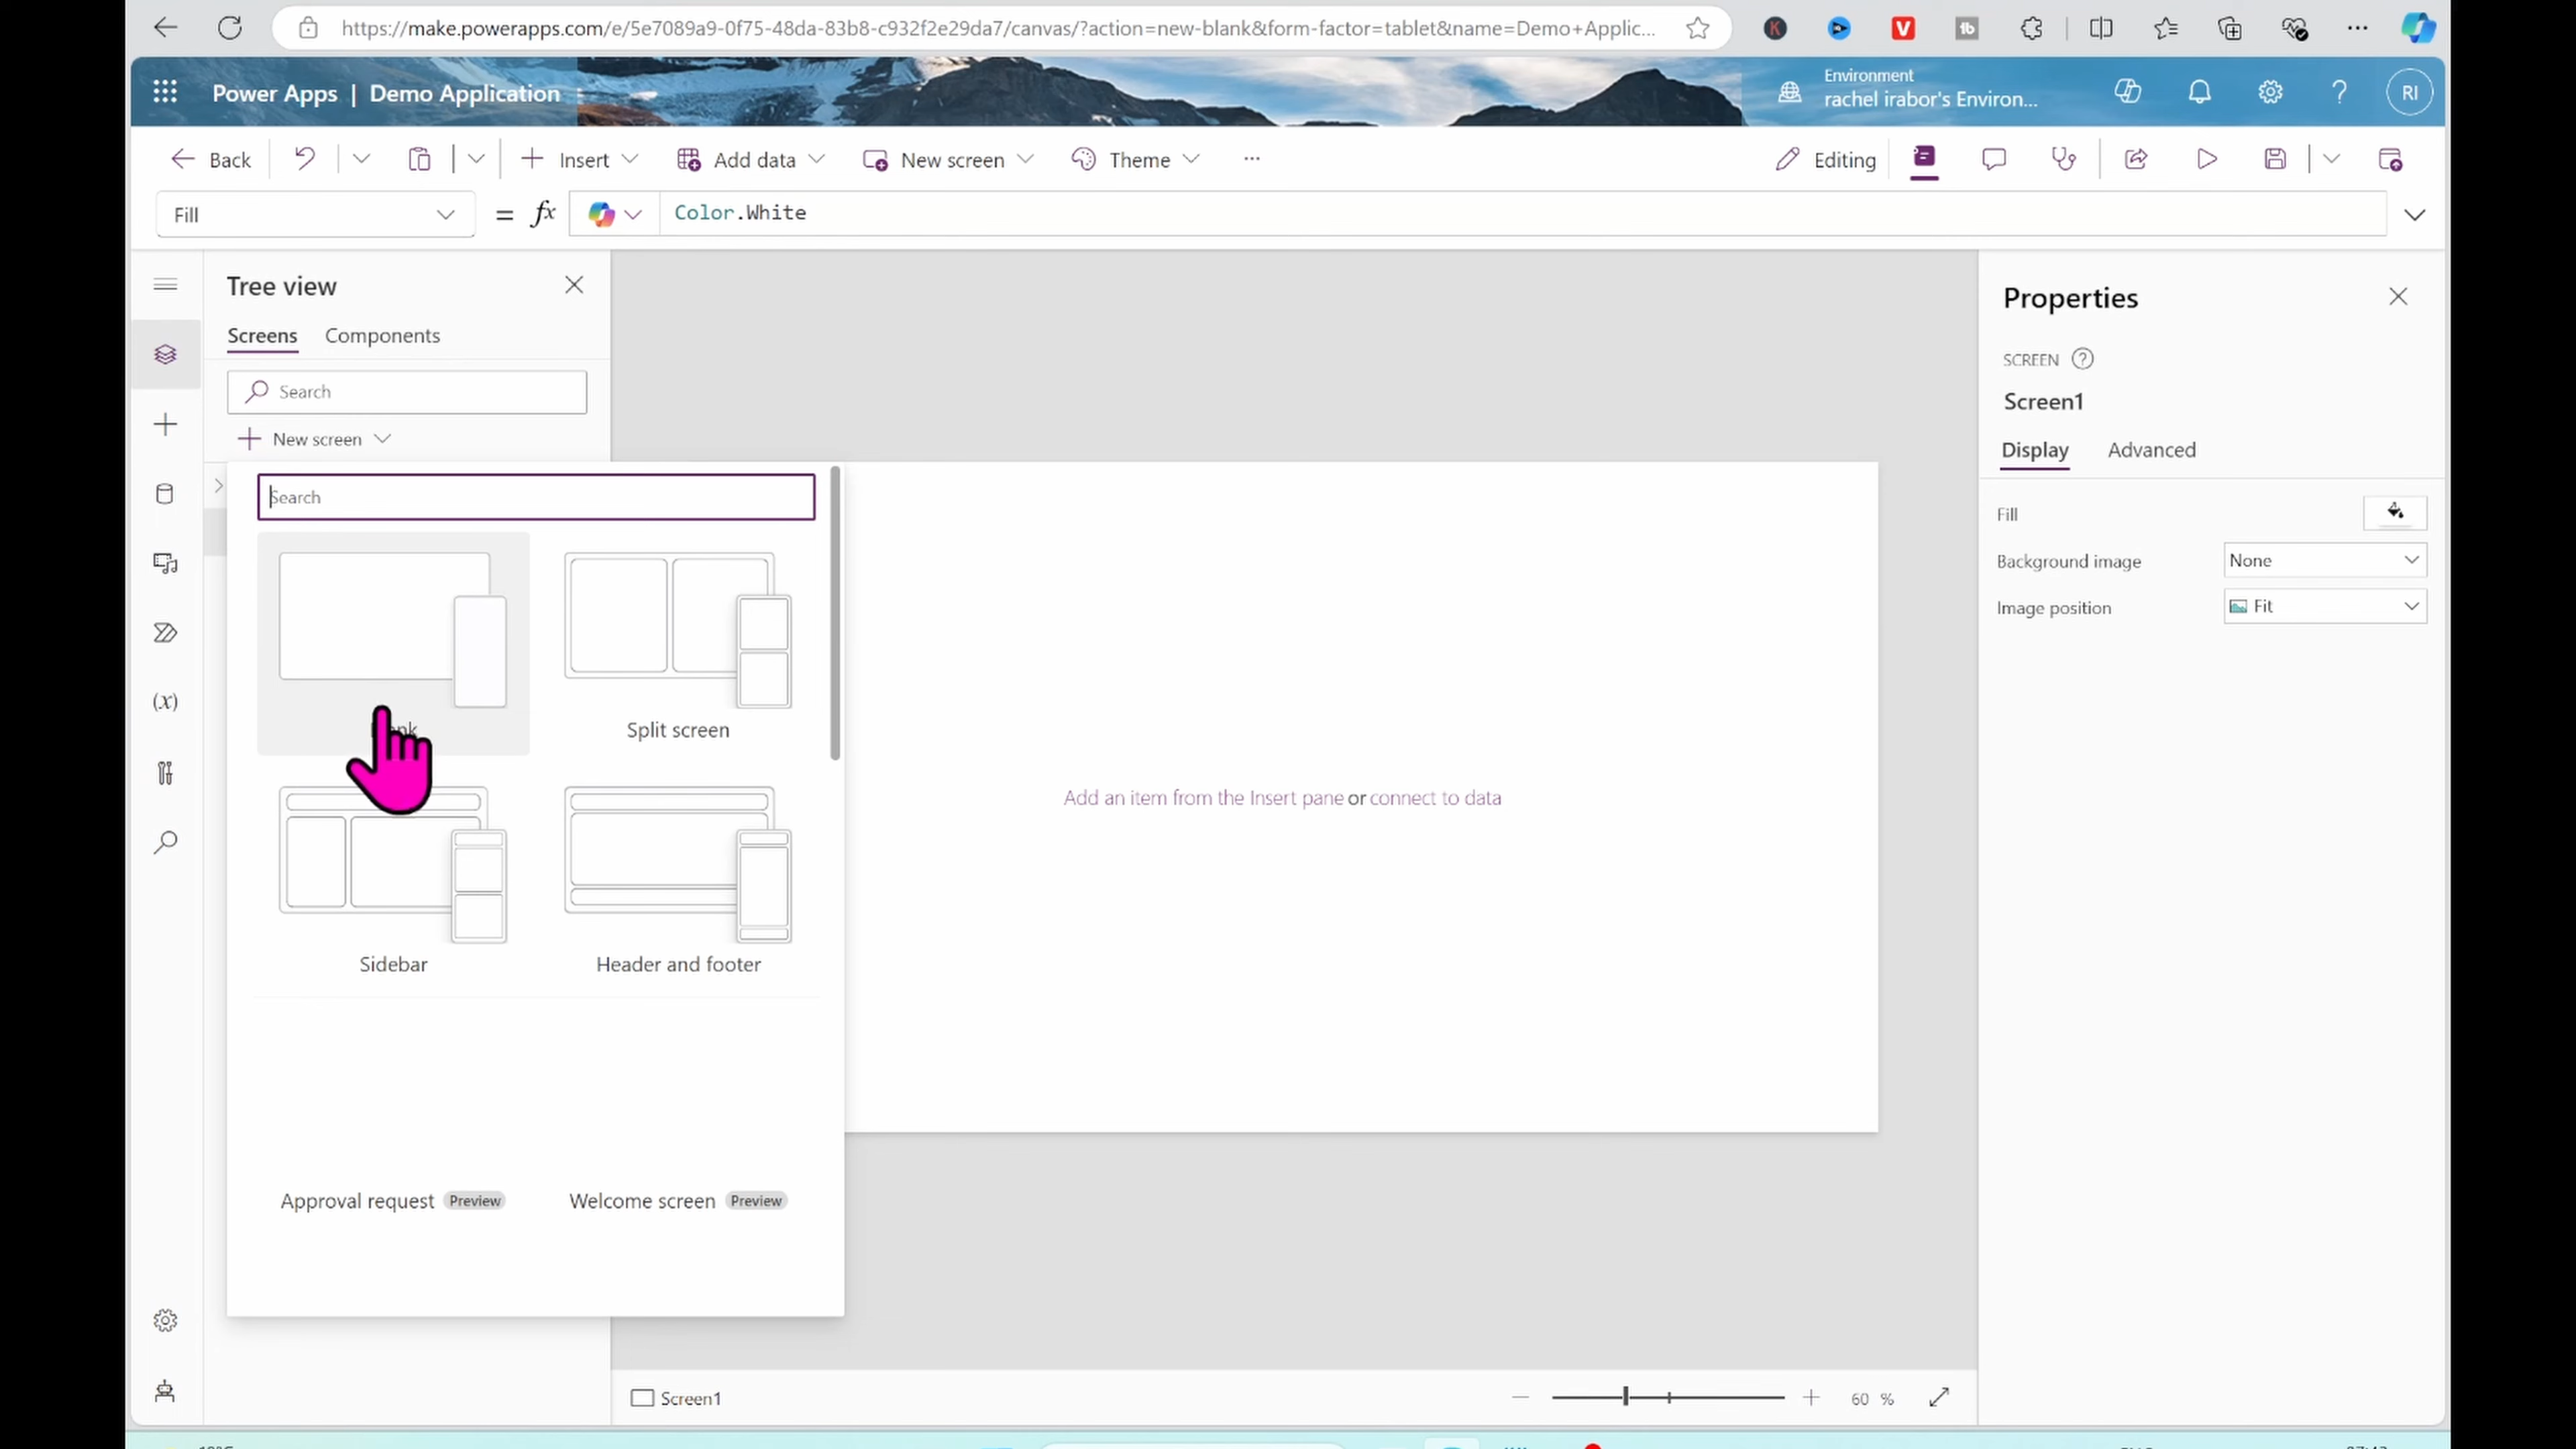 https://make.powerapps.com/e/5e7089a9-0f75-48da-83b8-c932f2e29da7/canvas/?action=new-blank&form-factor=tablet&name=Demo+Applic...
Power Apps | Demo Application
Environment
rachel irabor's Environ...
RI
Back
Insert
Add data
New screen
Theme
Editing
Fill
= fx
Color.White
Tree view
Screens
Components
Search
New screen
Search
Split screen
Sidebar
Header and footer
Approval request Preview
Welcome screen Preview
Add an item from the Insert pane or connect to data
Properties
SCREEN
Screen1
Display
Advanced
Fill
Background image
None
Image position
Fit
Screen1
60 %